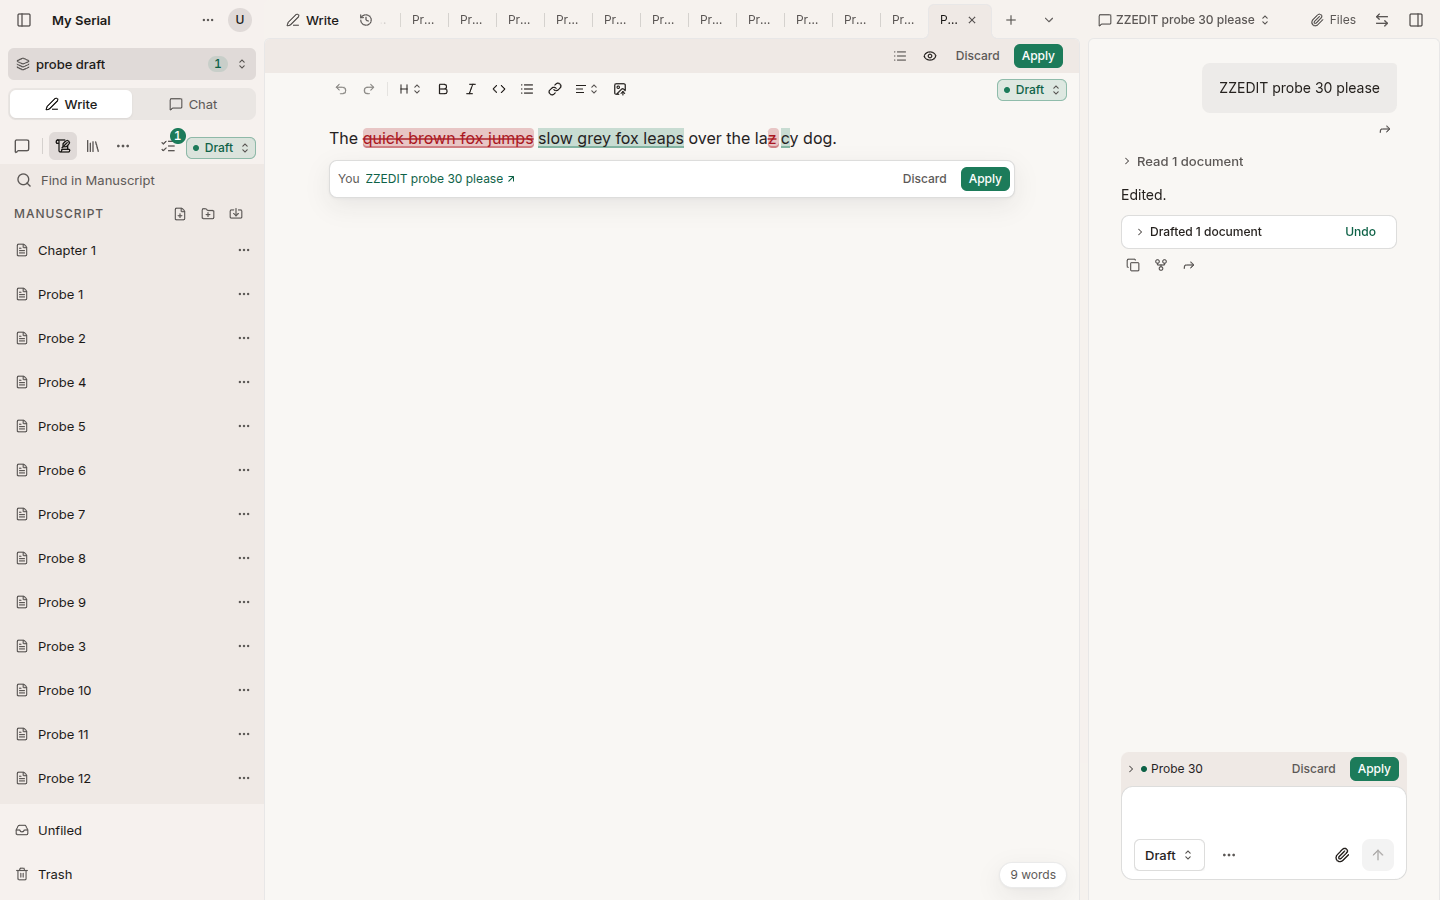 My Serial
U
Write
Pr...
Pr...
Pr...
Pr...
Pr...
Pr...
Pr...
Pr...
Pr...
Pr...
Pr...
P...
ZZEDIT probe 30 please
Files
probe draft
1
Discard
Apply
Write
Chat
H
B
I
Draft
1
Draft
ZZEDIT probe 30 please
The quick brown fox jumps slow grey fox leaps over the laz cy dog.
Find in Manuscript
You ZZEDIT probe 30 please
Discard
Apply
Read 1 document
Edited.
MANUSCRIPT
Drafted 1 document
Undo
Chapter 1
Probe 1
Probe 2
Probe 4
Probe 5
Probe 6
Probe 7
Probe 8
Probe 9
Probe 3
Probe 10
Probe 11
Probe 12
Probe 30
Discard
Apply
Unfiled
Draft
Trash
9 words